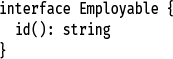 interface Employable {
  id(): string
}